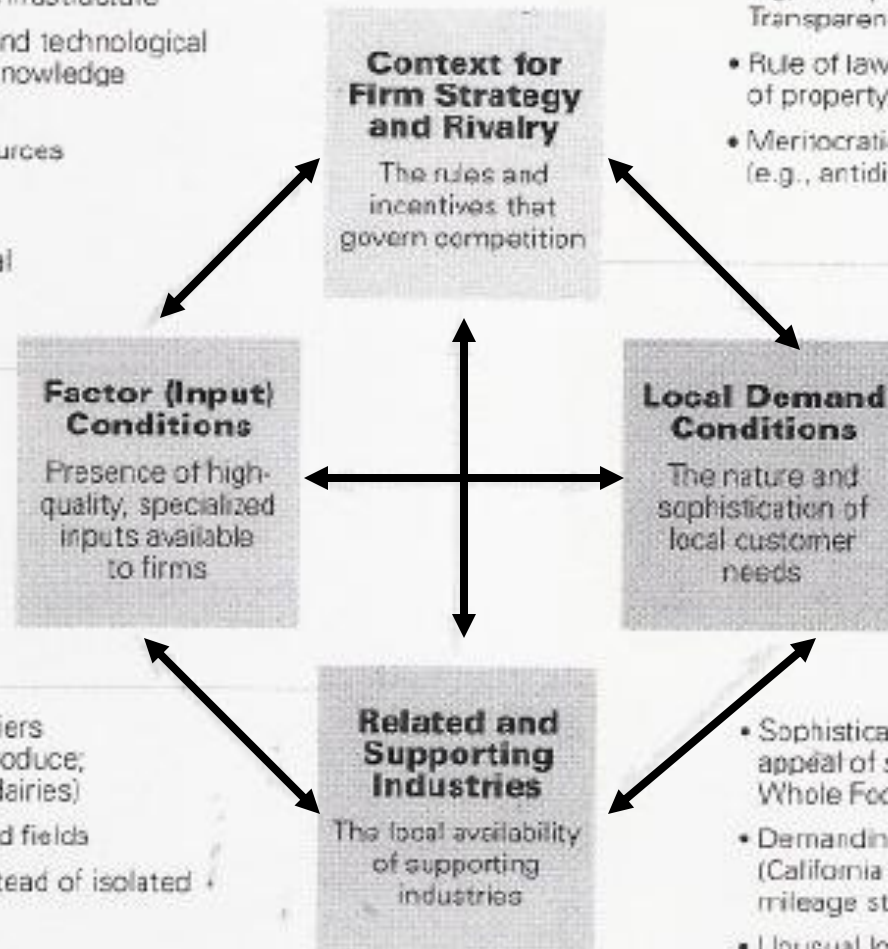 nd technological
nowledge
urces
al
Transparen
• Rule of law
of property
• Meritocrati
(e.g., antidi
Context for
Firm Strategy
and Rivalry
The rules and
incentives that
govern competition
Factor (Input)
Conditions
Presence of high-
quality, specialized
inputs available
to firms
Local Demand
Conditions
The nature and
sophistication of
local customer
needs
Related and
Supporting
Industries
The local availability
of supporting
industries
iers
oduce;
dairies)
d fields
tead of isolated
• Sophistica
appeal of s
Whole Foo
• Demandin
(California
mileage st